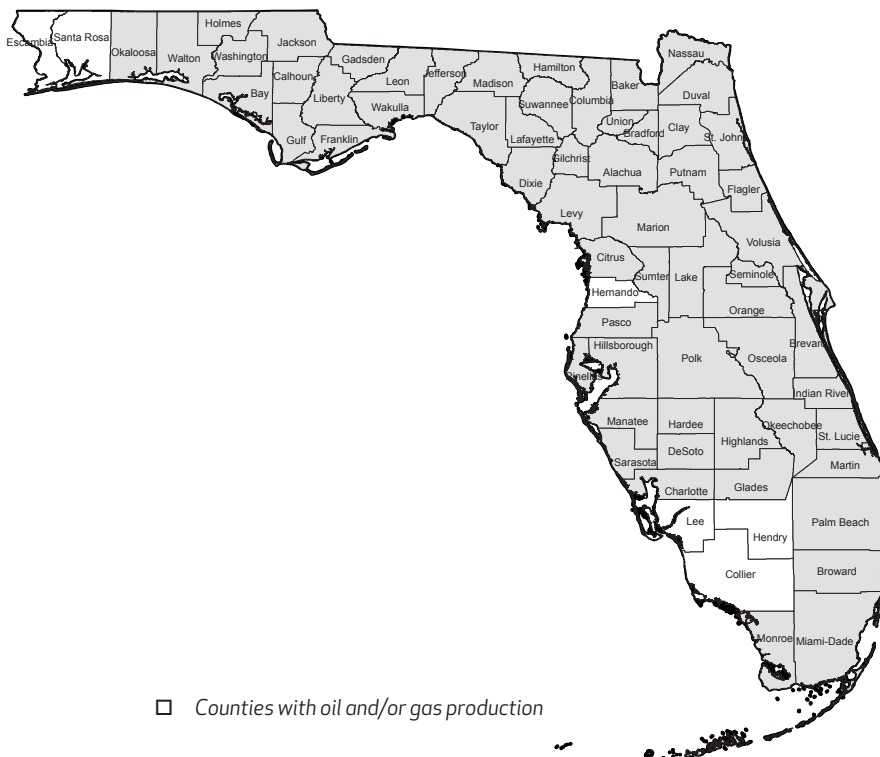 Holmes
Escambia
Santa Rosa
Okaloosa
Walton
Washington
Jackson
Bay
Calhoun
Gulf
Liberty
Franklin
Gadsden
Leon
Wakulla
Jefferson
Madison
Taylor
Hamilton
Suwannee
Lafayette
Columbia
Dixie
Gilchrist
Baker
Union
Bradford
Nassau
Duval
Clay
St. John
Alachua
Putnam
Flagler
Levy
Marion
Volusia
Citrus
Sumter
Lake
Seminole
Hernando
Orange
Pasco
Hillsborough
Pinellas
Polk
Osceola
Brevard
Indian River
Manatee
Hardee
Highlands
Okeechobee
St. Lucie
DeSoto
Sarasota
Martin
Charlotte
Glades
Lee
Hendry
Palm Beach
Collier
Broward
Monroe
Miami-Dade
Counties with oil and/or gas production